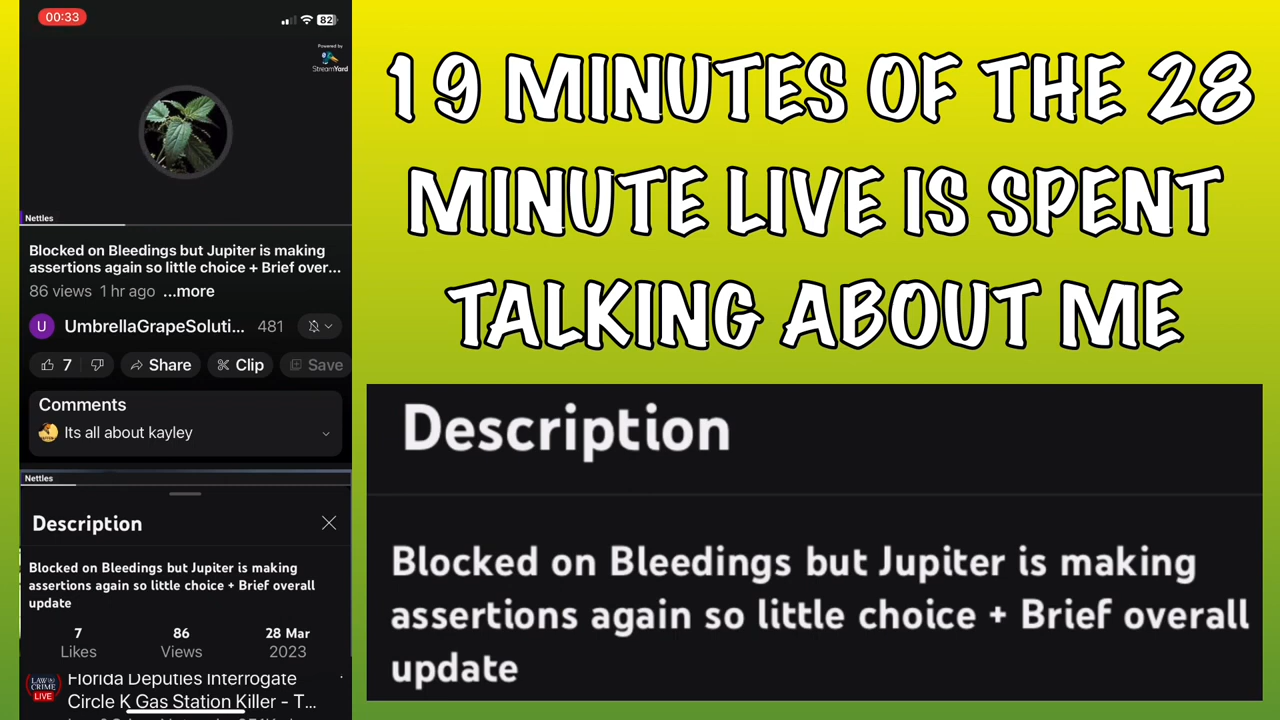 00:33
82
Powered by
StreamYard
Nettles
Blocked on Bleedings but Jupiter is making
assertions again so little choice + Brief over...
86 views 1 hr ago ...more
U UmbrellaGrapeSoluti... 481
7 Share Clip Save
Comments
Its all about kayley
Nettles
Description
Blocked on Bleedings but Jupiter is making
assertions again so little choice + Brief overall
update
7 86 28 Mar
Likes Views 2023
LAW&CRIME
LIVE
Florida Deputies Interrogate
Circle K Gas Station Killer - T...
19 MINUTES OF THE 28
MINUTE LIVE IS SPENT
TALKING ABOUT ME
Description
Blocked on Bleedings but Jupiter is making
assertions again so little choice + Brief overall
update